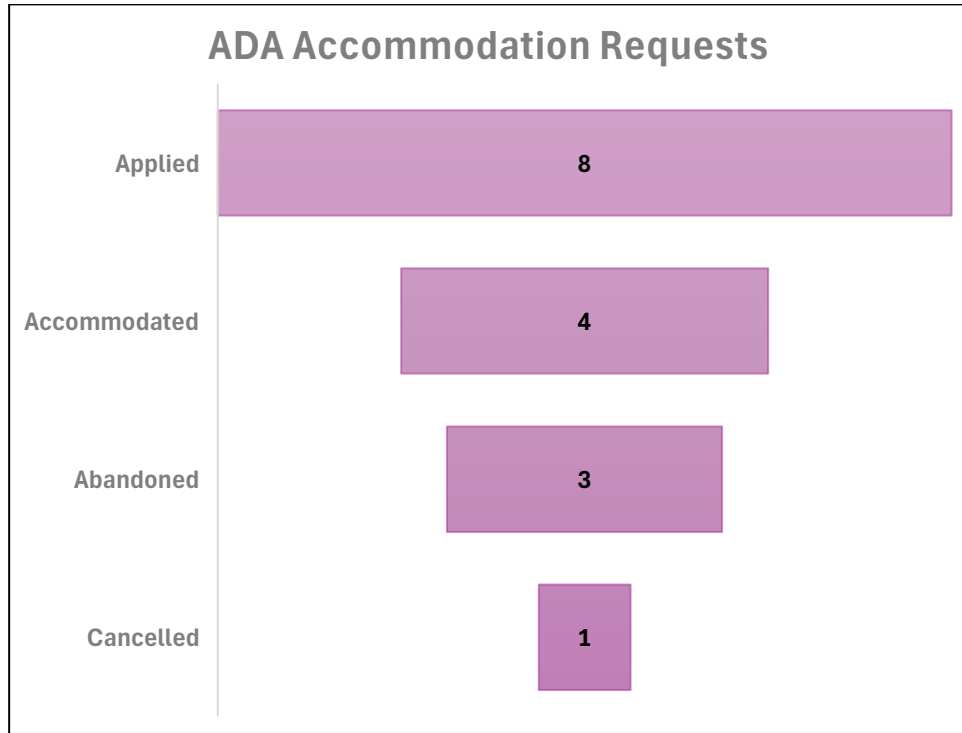 ADA Accommodation Requests
Applied 8
Accommodated 4
Abandoned 3
Cancelled 1